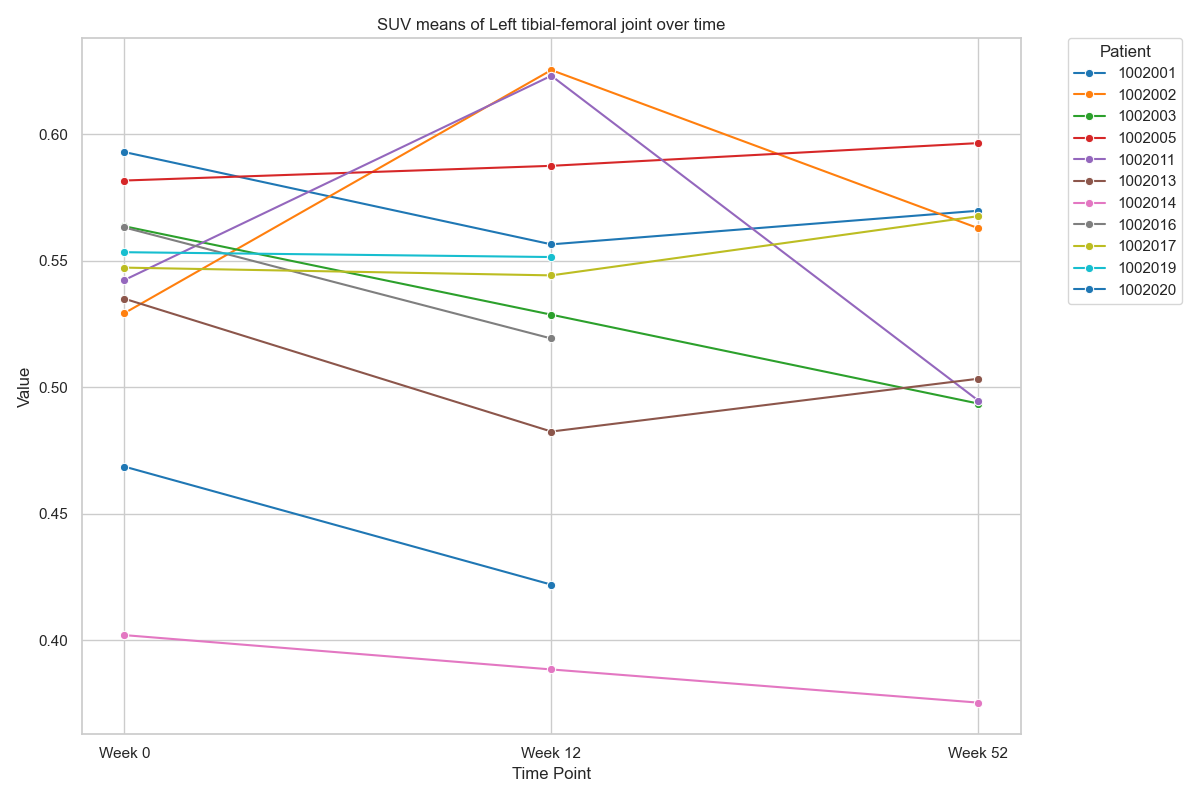 SUV means of Left tibial-femoral joint over time
Patient
1002001
1002002
1002003
1002005
1002011
1002013
1002014
1002016
1002017
1002019
1002020
Value
0.60
0.55
0.50
0.45
0.40
Week 0
Week 12
Week 52
Time Point